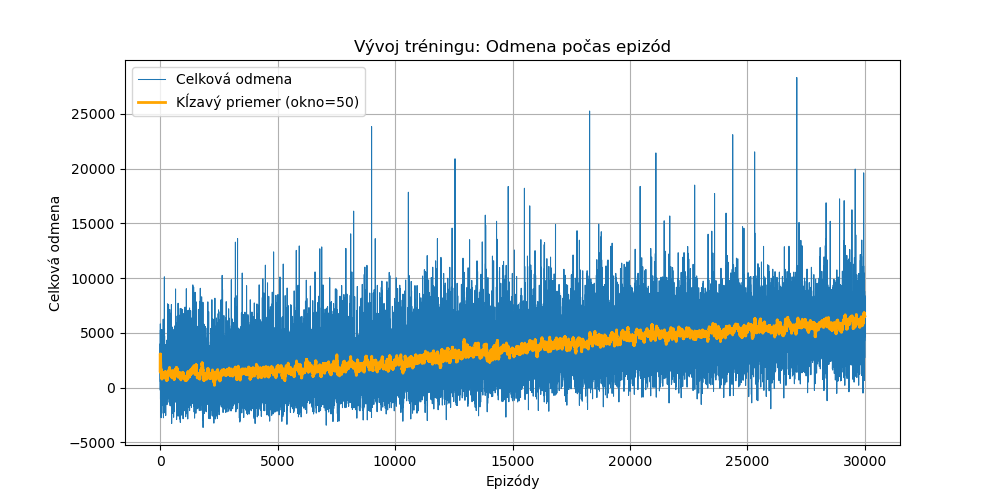 Vývoj tréningu: Odmena počas epizód
Celková odmena
Kĺzavý priemer (okno=50)
25000
20000
15000
10000
5000
0
−5000
Celková odmena
0
5000
10000
15000
20000
25000
30000
Epizódy